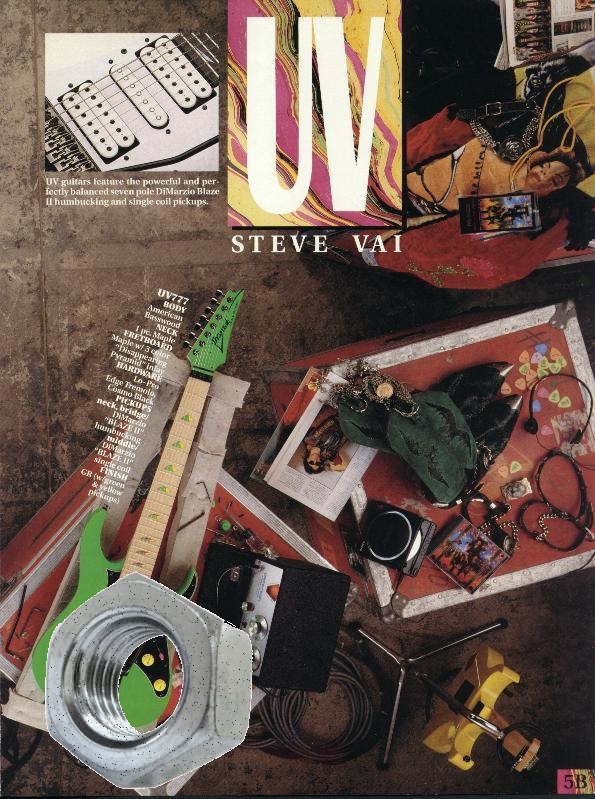 UV
STEVE VAI
UV guitars feature the powerful and per-
fectly balanced seven pole DiMarzio Blaze
II humbucking and single coil pickups.
UV777
BODY
American
Basswood
NECK
1 pc. Maple
FRETBOARD
Maple w/ 3 color
"Disappearing
Pyramid" inlay
HARDWARE
Lo-Pro
Edge Tremolo,
Cosmo Black
PICKUPS
neck, bridge/
DiMarzio
"BLAZE II"
humbucking
middle/
DiMarzio
"BLAZE II"
single coil
FINISH
GR (w/green
& yellow
pickups)
Ibanez
5B